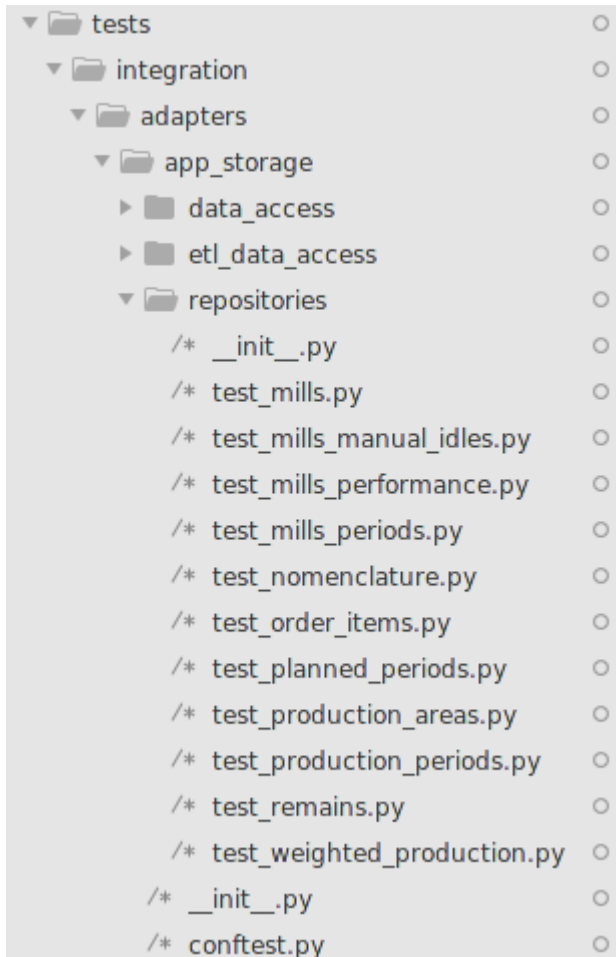 tests
integration
adapters
app_storage
data_access
etl_data_access
repositories
/* __init__.py
/* test_mills.py
/* test_mills_manual_idles.py
/* test_mills_performance.py
/* test_mills_periods.py
/* test_nomenclature.py
/* test_order_items.py
/* test_planned_periods.py
/* test_production_areas.py
/* test_production_periods.py
/* test_remains.py
/* test_weighted_production.py
/* __init__.py
/* conftest.py